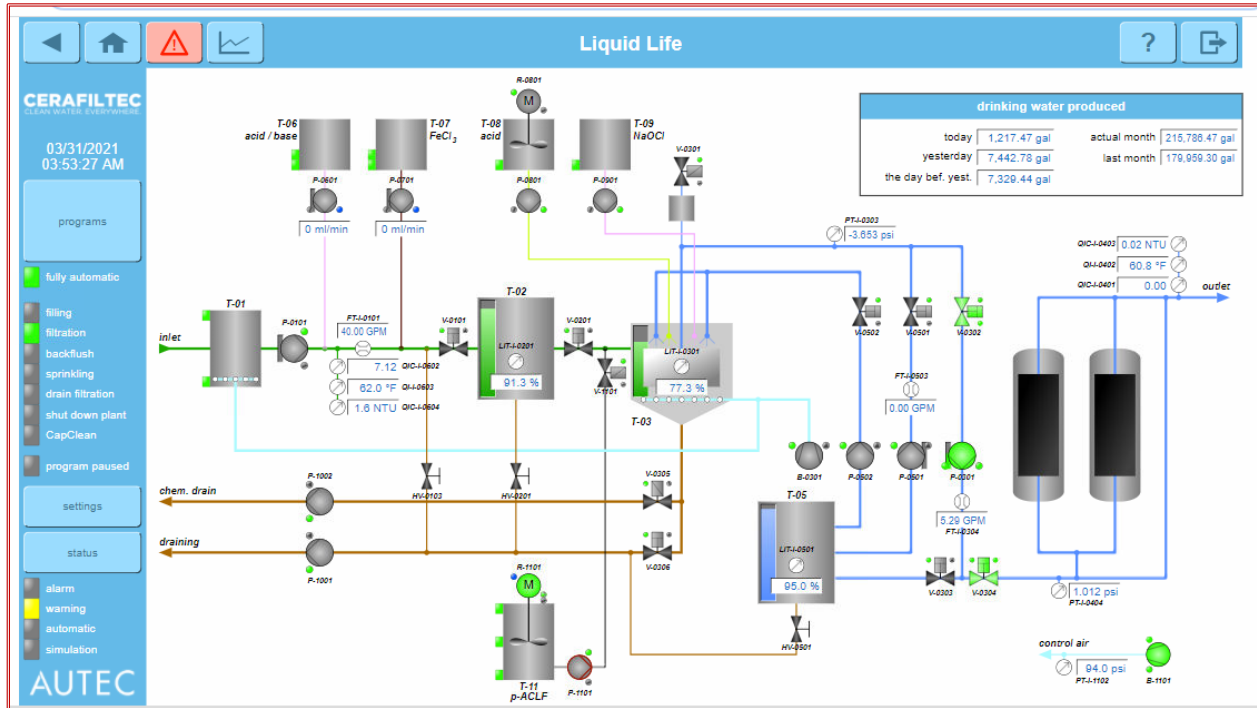 Liquid Life
?
CERAFILTEC
CLEAN WATER. EVERYWHERE.
03/31/2021
03:53:27 AM
programs
fully automatic
filling
filtration
backflush
sprinkling
drain filtration
shut down plant
CapClean
program paused
settings
status
alarm
warning
automatic
simulation
AUTEC
R-0801
M
T-06
acid / base
T-07
FeCl3
T-08
acid
T-09
NaOCl
P-0601
P-0701
P-0801
P-0901
0 ml/min
0 ml/min
V-0301
drinking water produced
today 1,217.47 gal
actual month 215,786.47 gal
yesterday 7,442.78 gal
last month 179,959.30 gal
the day bef. yest. 7,329.44 gal
PT-I-0303
-3.653 psi
QIC-I-0403 0.02 NTU
QI-I-0402 60.8 °F
QIC-I-0401 0.00
outlet
T-01
P-0101
FT-I-0101
40.00 GPM
V-0101
T-02
V-0201
inlet
LIT-I-0201
91.3 %
7.12 QIC-I-0602
62.0 °F QI-I-0603
1.6 NTU QIC-I-0604
V-1101
LIT-I-0301
77.3 %
T-03
V-0502
V-0501
V-0302
FT-I-0503
0.00 GPM
B-0301
P-0502
P-0501
P-0301
5.29 GPM
FT-I-0304
chem. drain
P-1002
HV-0103
HV-0201
V-0305
draining
P-1001
V-0306
T-05
LIT-I-0501
95.0 %
V-0303
V-0304
1.012 psi
PT-I-0404
HV-0501
R-1101
M
T-11
p-ACLF
P-1101
control air
94.0 psi
PT-I-1102
B-1101